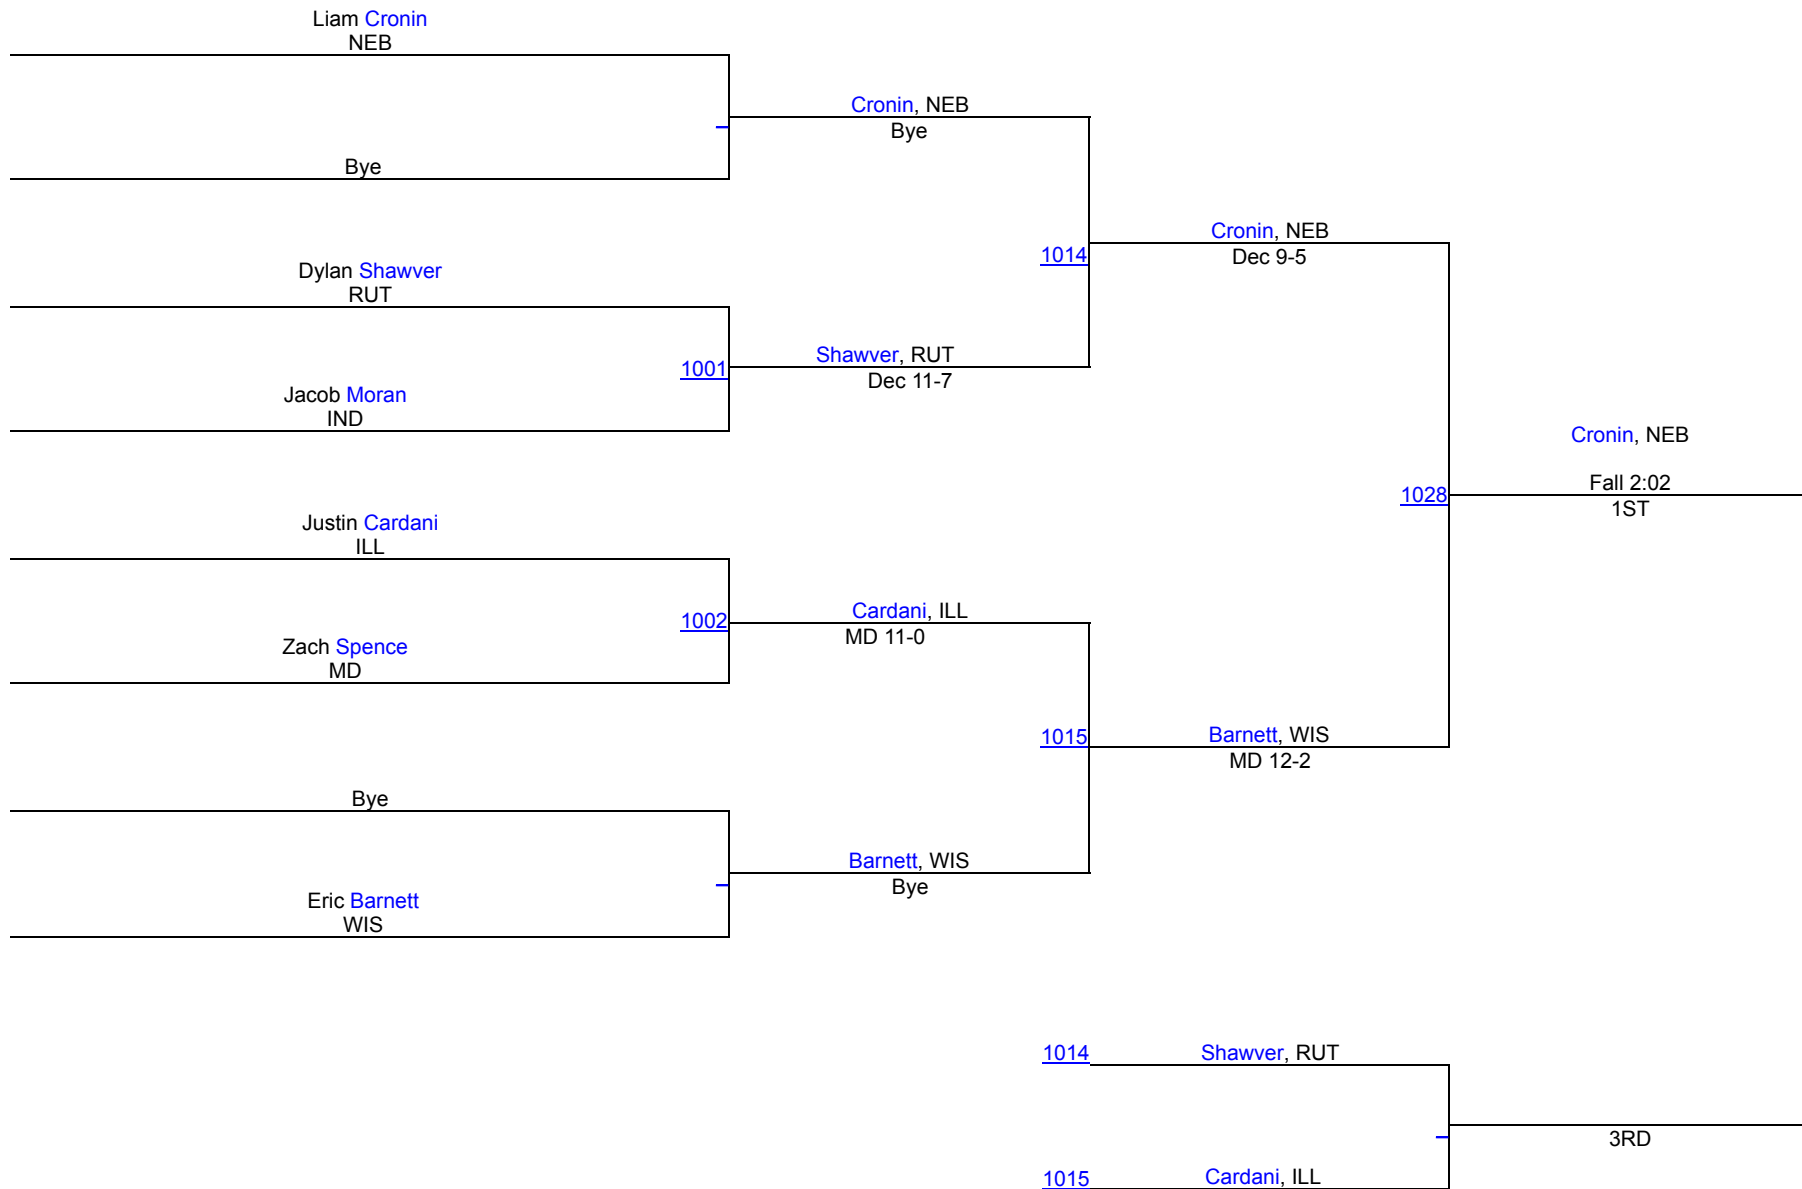 Liam Cronin
NEB
Cronin, NEB
Bye
Bye
1014
Cronin, NEB
Dec 9-5
Dylan Shawver
RUT
1001
Shawver, RUT
Dec 11-7
Jacob Moran
IND
Cronin, NEB
1028
Fall 2:02
1ST
Justin Cardani
ILL
1002
Cardani, ILL
MD 11-0
Zach Spence
MD
1015
Barnett, WIS
MD 12-2
Bye
Barnett, WIS
Bye
Eric Barnett
WIS
1014 Shawver, RUT
3RD
1015 Cardani, ILL